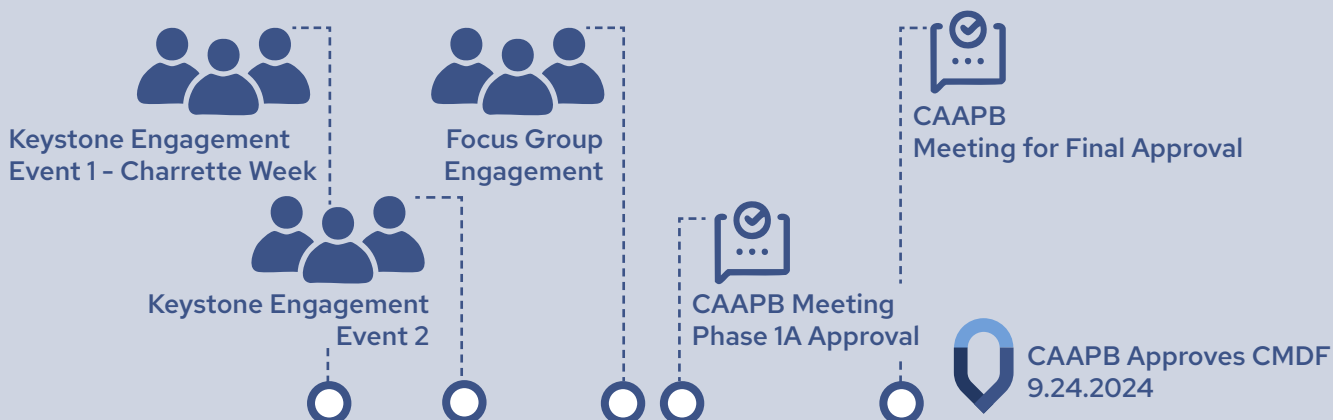 Keystone Engagement
Event 1 - Charrette Week
Keystone Engagement
Event 2
Focus Group
Engagement
CAAPB Meeting
Phase 1A Approval
CAAPB
Meeting for Final Approval
CAAPB Approves CMDF
9.24.2024